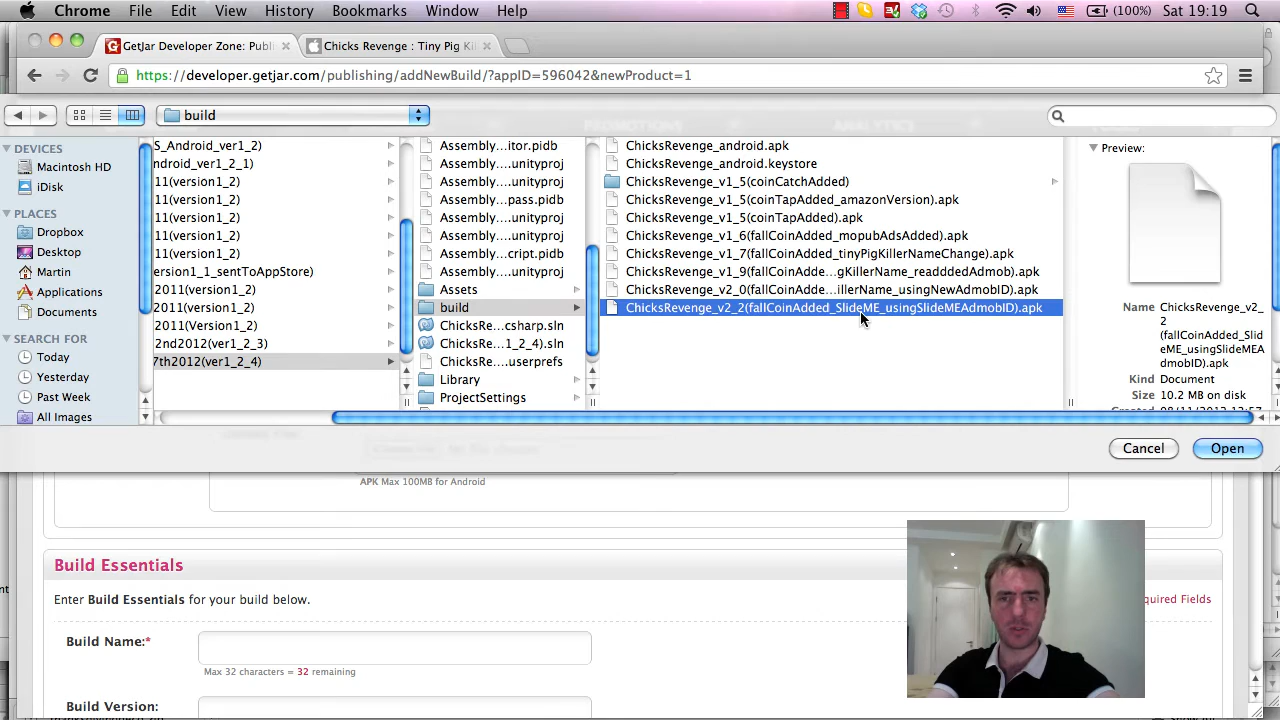 Chrome File Edit View History Bookmarks Window Help (100%) Sat 19:19
GetJar Developer Zone: Publ Chicks Revenge : Tiny Pig Kil
https://developer.getjar.com/publishing/addNewBuild/?appID=596042&newProduct=1
build
PROMOTIONS ANALYTICS
DEVICES
Macintosh HD
iDisk
PLACES
Dropbox
Desktop
Martin
Applications
Documents
SEARCH FOR
Today
Yesterday
Past Week
All Images
S_Android_ver1_2)
ndroid_ver1_2_1)
11(version1_2)
11(version1_2)
11(version1_2)
11(version1_2)
11(version1_2)
ersion1_1_sentToAppStore)
2011(version1_2)
2011(version1_2)
2011(Version1_2)
2nd2012(ver1_2_3)
7th2012(ver1_2_4)
Assembly...itor.pidb
Assembly....unityproj
Assembly....unityproj
Assembly...pass.pidb
Assembly....unityproj
Assembly....unityproj
Assembly...cript.pidb
Assembly....unityproj
Assets
build
ChicksRe...csharp.sln
ChicksRe...1_2_4).sln
ChicksRe....userprefs
Library
ProjectSettings
ChicksRevenge_android.apk
ChicksRevenge_android.keystore
ChicksRevenge_v1_5(coinCatchAdded)
ChicksRevenge_v1_5(coinTapAdded_amazonVersion).apk
ChicksRevenge_v1_5(coinTapAdded).apk
ChicksRevenge_v1_6(fallCoinAdded_mopubAdsAdded).apk
ChicksRevenge_v1_7(fallCoinAdded_tinyPigKillerNameChange).apk
ChicksRevenge_v1_9(fallCoinAdde...gKillerName_readddedAdmob).apk
ChicksRevenge_v2_0(fallCoinAdde...illerName_usingNewAdmobID).apk
ChicksRevenge_v2_2(fallCoinAdded_SlideME_usingSlideMEAdmobID).apk
Preview:
Name ChicksRevenge_v2_
2
(fallCoinAdded_Slid
eME_usingSlideMEA
dmobID).apk
Kind Document
Size 10.2 MB on disk
Cancel Open
APK Max 100MB for Android
Build Essentials
Enter Build Essentials for your build below.
quired Fields
Build Name:*
Max 32 characters = 32 remaining
Build Version: